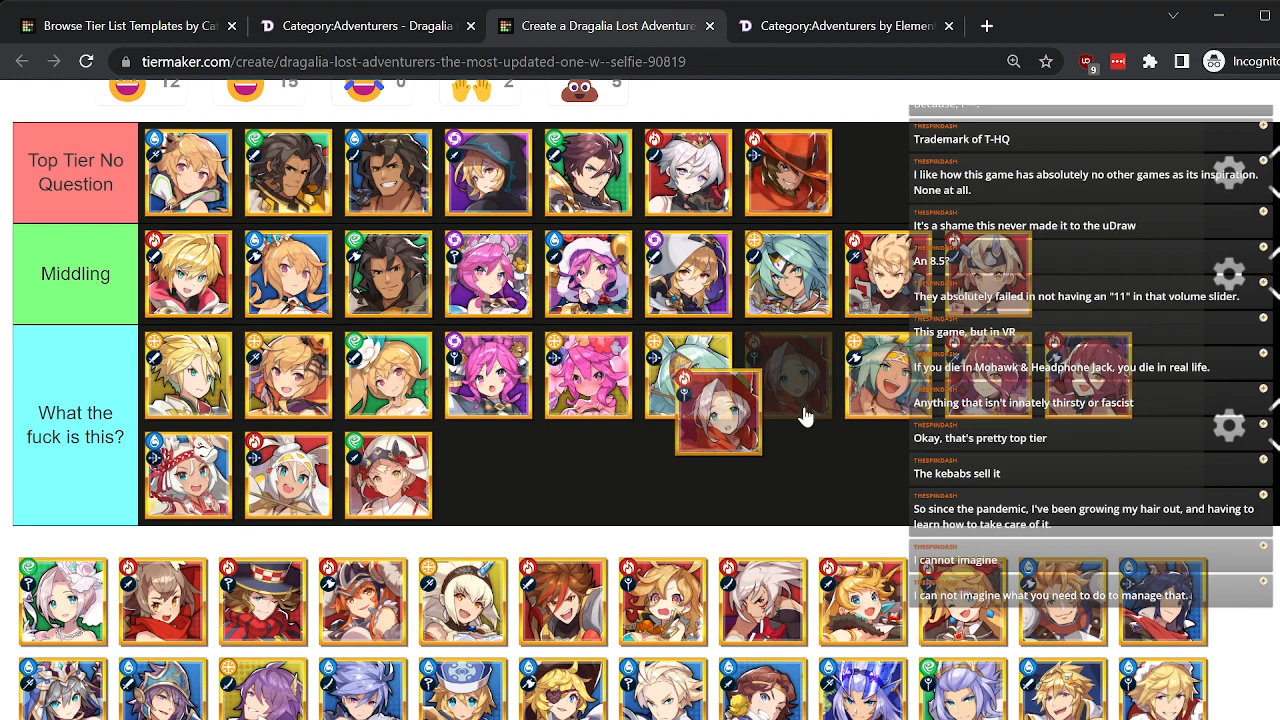 Browse Tier List Templates by Cat
Category:Adventurers - Dragalia
Create a Dragalia Lost Adventure
Category:Adventurers by Elemen
tiermaker.com/create/dragalia-lost-adventurers-the-most-updated-one-w--selfie-90819
9
Incognito
12
15
0
2
5
Top Tier No
Question
Middling
What the
fuck is this?
THESPINDASH
Trademark of T-HQ
THESPINDASH
I like how this game has absolutely no other games as its inspiration.
None at all.
THESPINDASH
It's a shame this never made it to the uDraw
THESPINDASH
An 8.5?
THESPINDASH
They absolutely failed in not having an "11" in that volume slider.
THESPINDASH
This game, but in VR
THESPINDASH
If you die in Mohawk & Headphone Jack, you die in real life.
THESPINDASH
Anything that isn't innately thirsty or fascist
THESPINDASH
Okay, that's pretty top tier
THESPINDASH
The kebabs sell it
THESPINDASH
So since the pandemic, I've been growing my hair out, and having to
learn how to take care of it.
THESPINDASH
I cannot imagine
THESPINDASH
I can not imagine what you need to do to manage that.